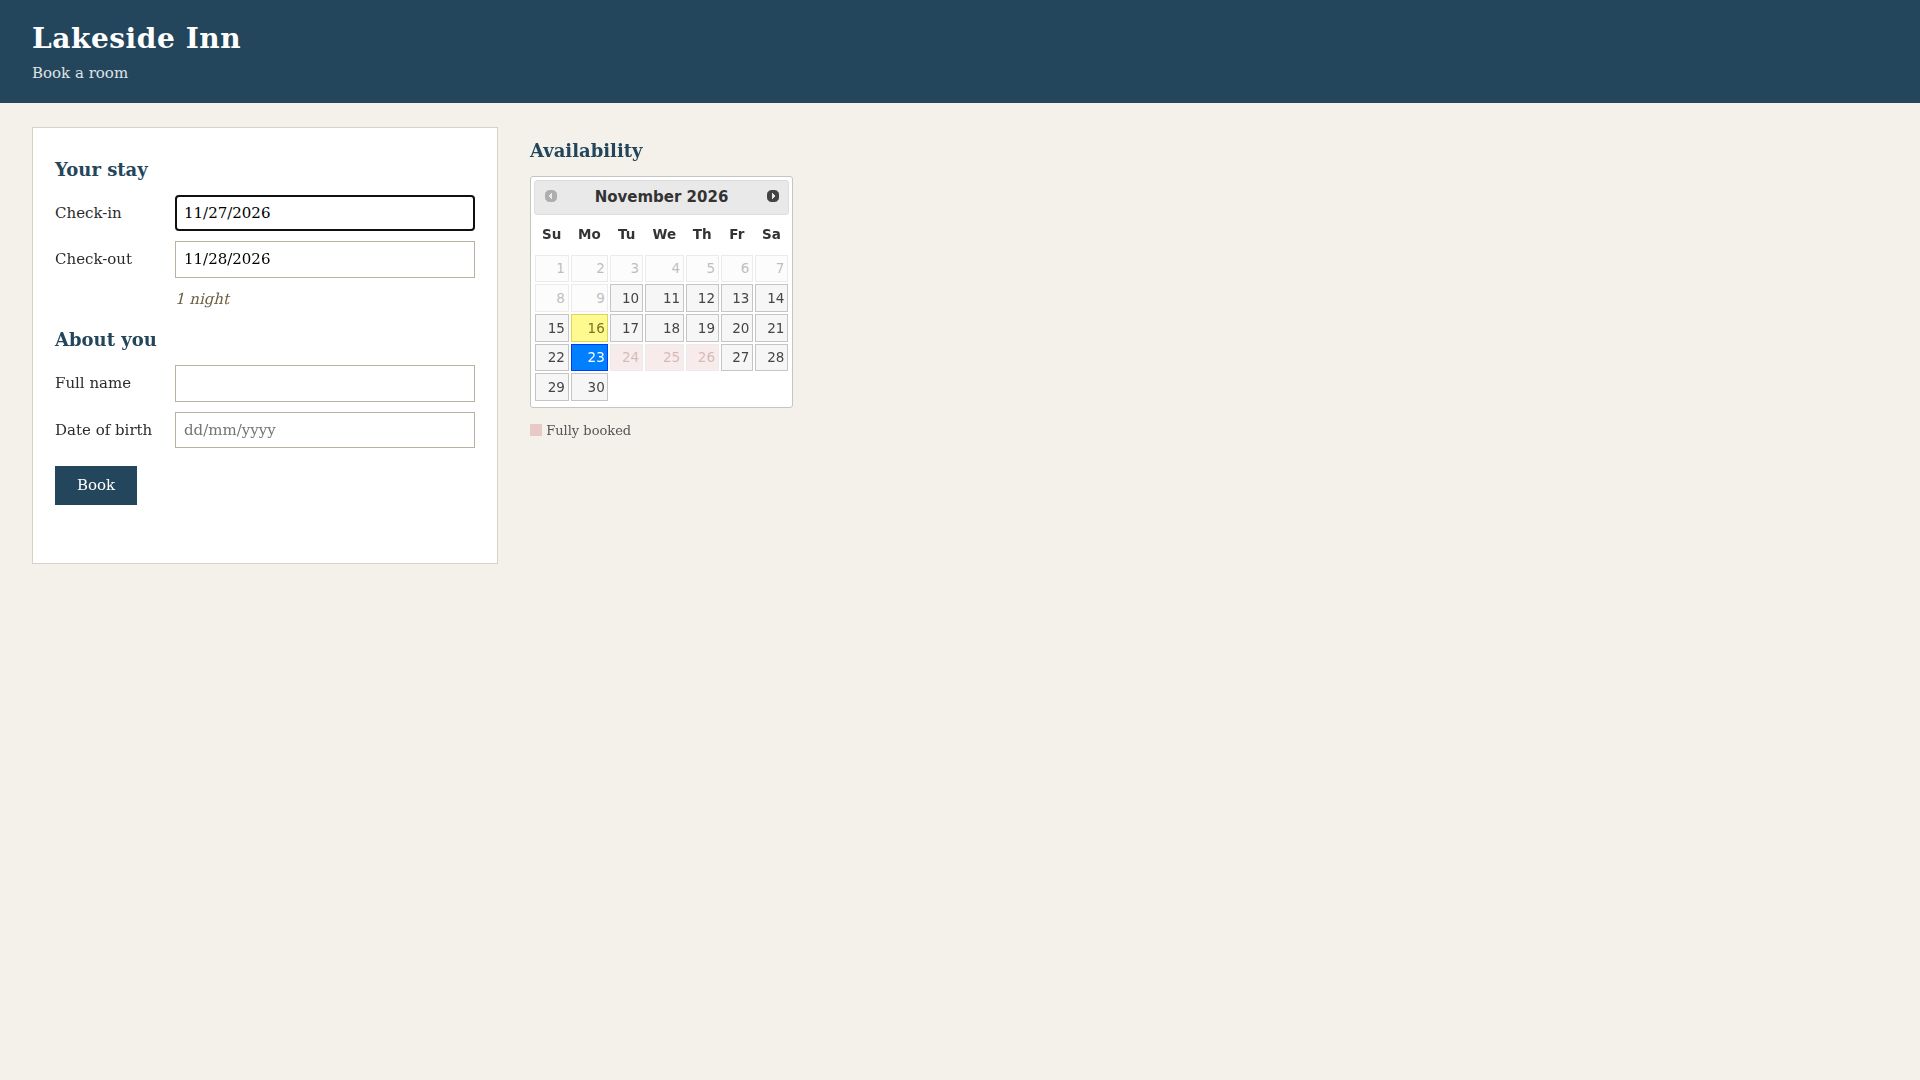 Lakeside Inn
Book a room
Your stay
Check-in 11/27/2026
Check-out 11/28/2026
1 night
About you
Full name
Date of birth dd/mm/yyyy
Book
Availability
November 2026
Su Mo Tu We Th Fr Sa
1 2 3 4 5 6 7
8 9 10 11 12 13 14
15 16 17 18 19 20 21
22 23 24 25 26 27 28
29 30
Fully booked